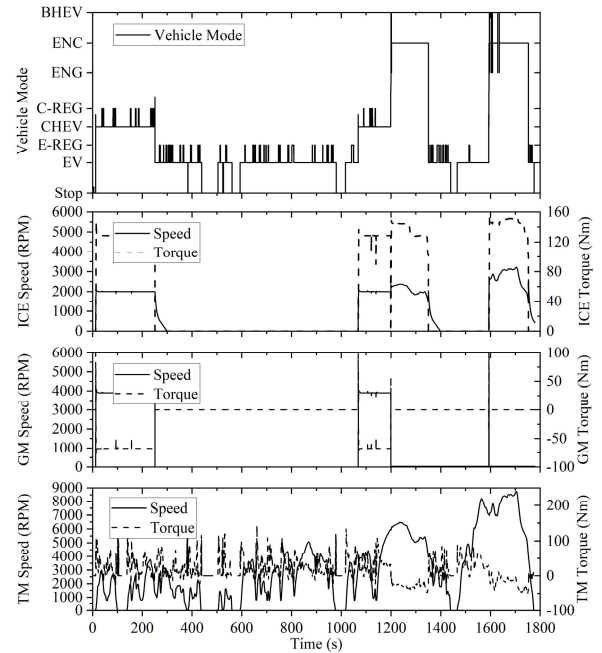 BHEV
ENC
ENG
C-REG
CHEV
E-REG
EV
Stop
Vehicle Mode
Vehicle Mode
6000
5000
4000
3000
2000
1000
0
ICE Speed (RPM)
Speed
Torque
160
120
80
40
0
ICE Torque (Nm)
6000
5000
4000
3000
2000
1000
0
GM Speed (RPM)
Speed
Torque
100
50
0
-50
-100
GM Torque (Nm)
9000
8000
7000
6000
5000
4000
3000
2000
1000
0
TM Speed (RPM)
Speed
Torque
200
100
0
-100
TM Torque (Nm)
0 200 400 600 800 1000 1200 1400 1600 1800
Time (s)